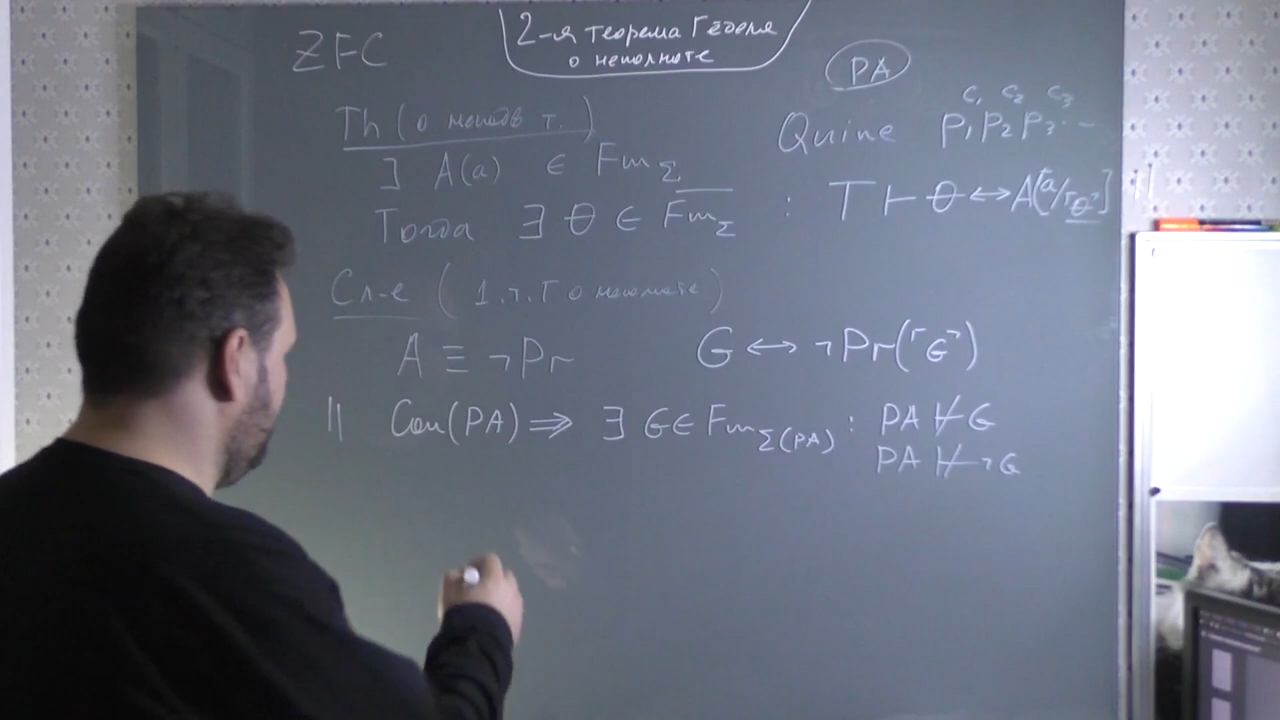 ZFC
2-я теорема Гёделя
о неполноте
PA
Th (о неподв т.)
C₁ C₂ C₃
Quine P₁P₂P₃...
∃ A(a) ∈ Fm_Σ
Тогда ∃ θ ∈ Fm_Σ : T ⊢ θ ↔ A[a/⌜θ⌝]
Сл-е (1. т. Г о неполноте)
A ≡ ¬Pr G ↔ ¬Pr(⌜G⌝)
Con(PA) ⇒ ∃ G ∈ Fm_Σ(PA) : PA ⊬ G
PA ⊬ ¬G